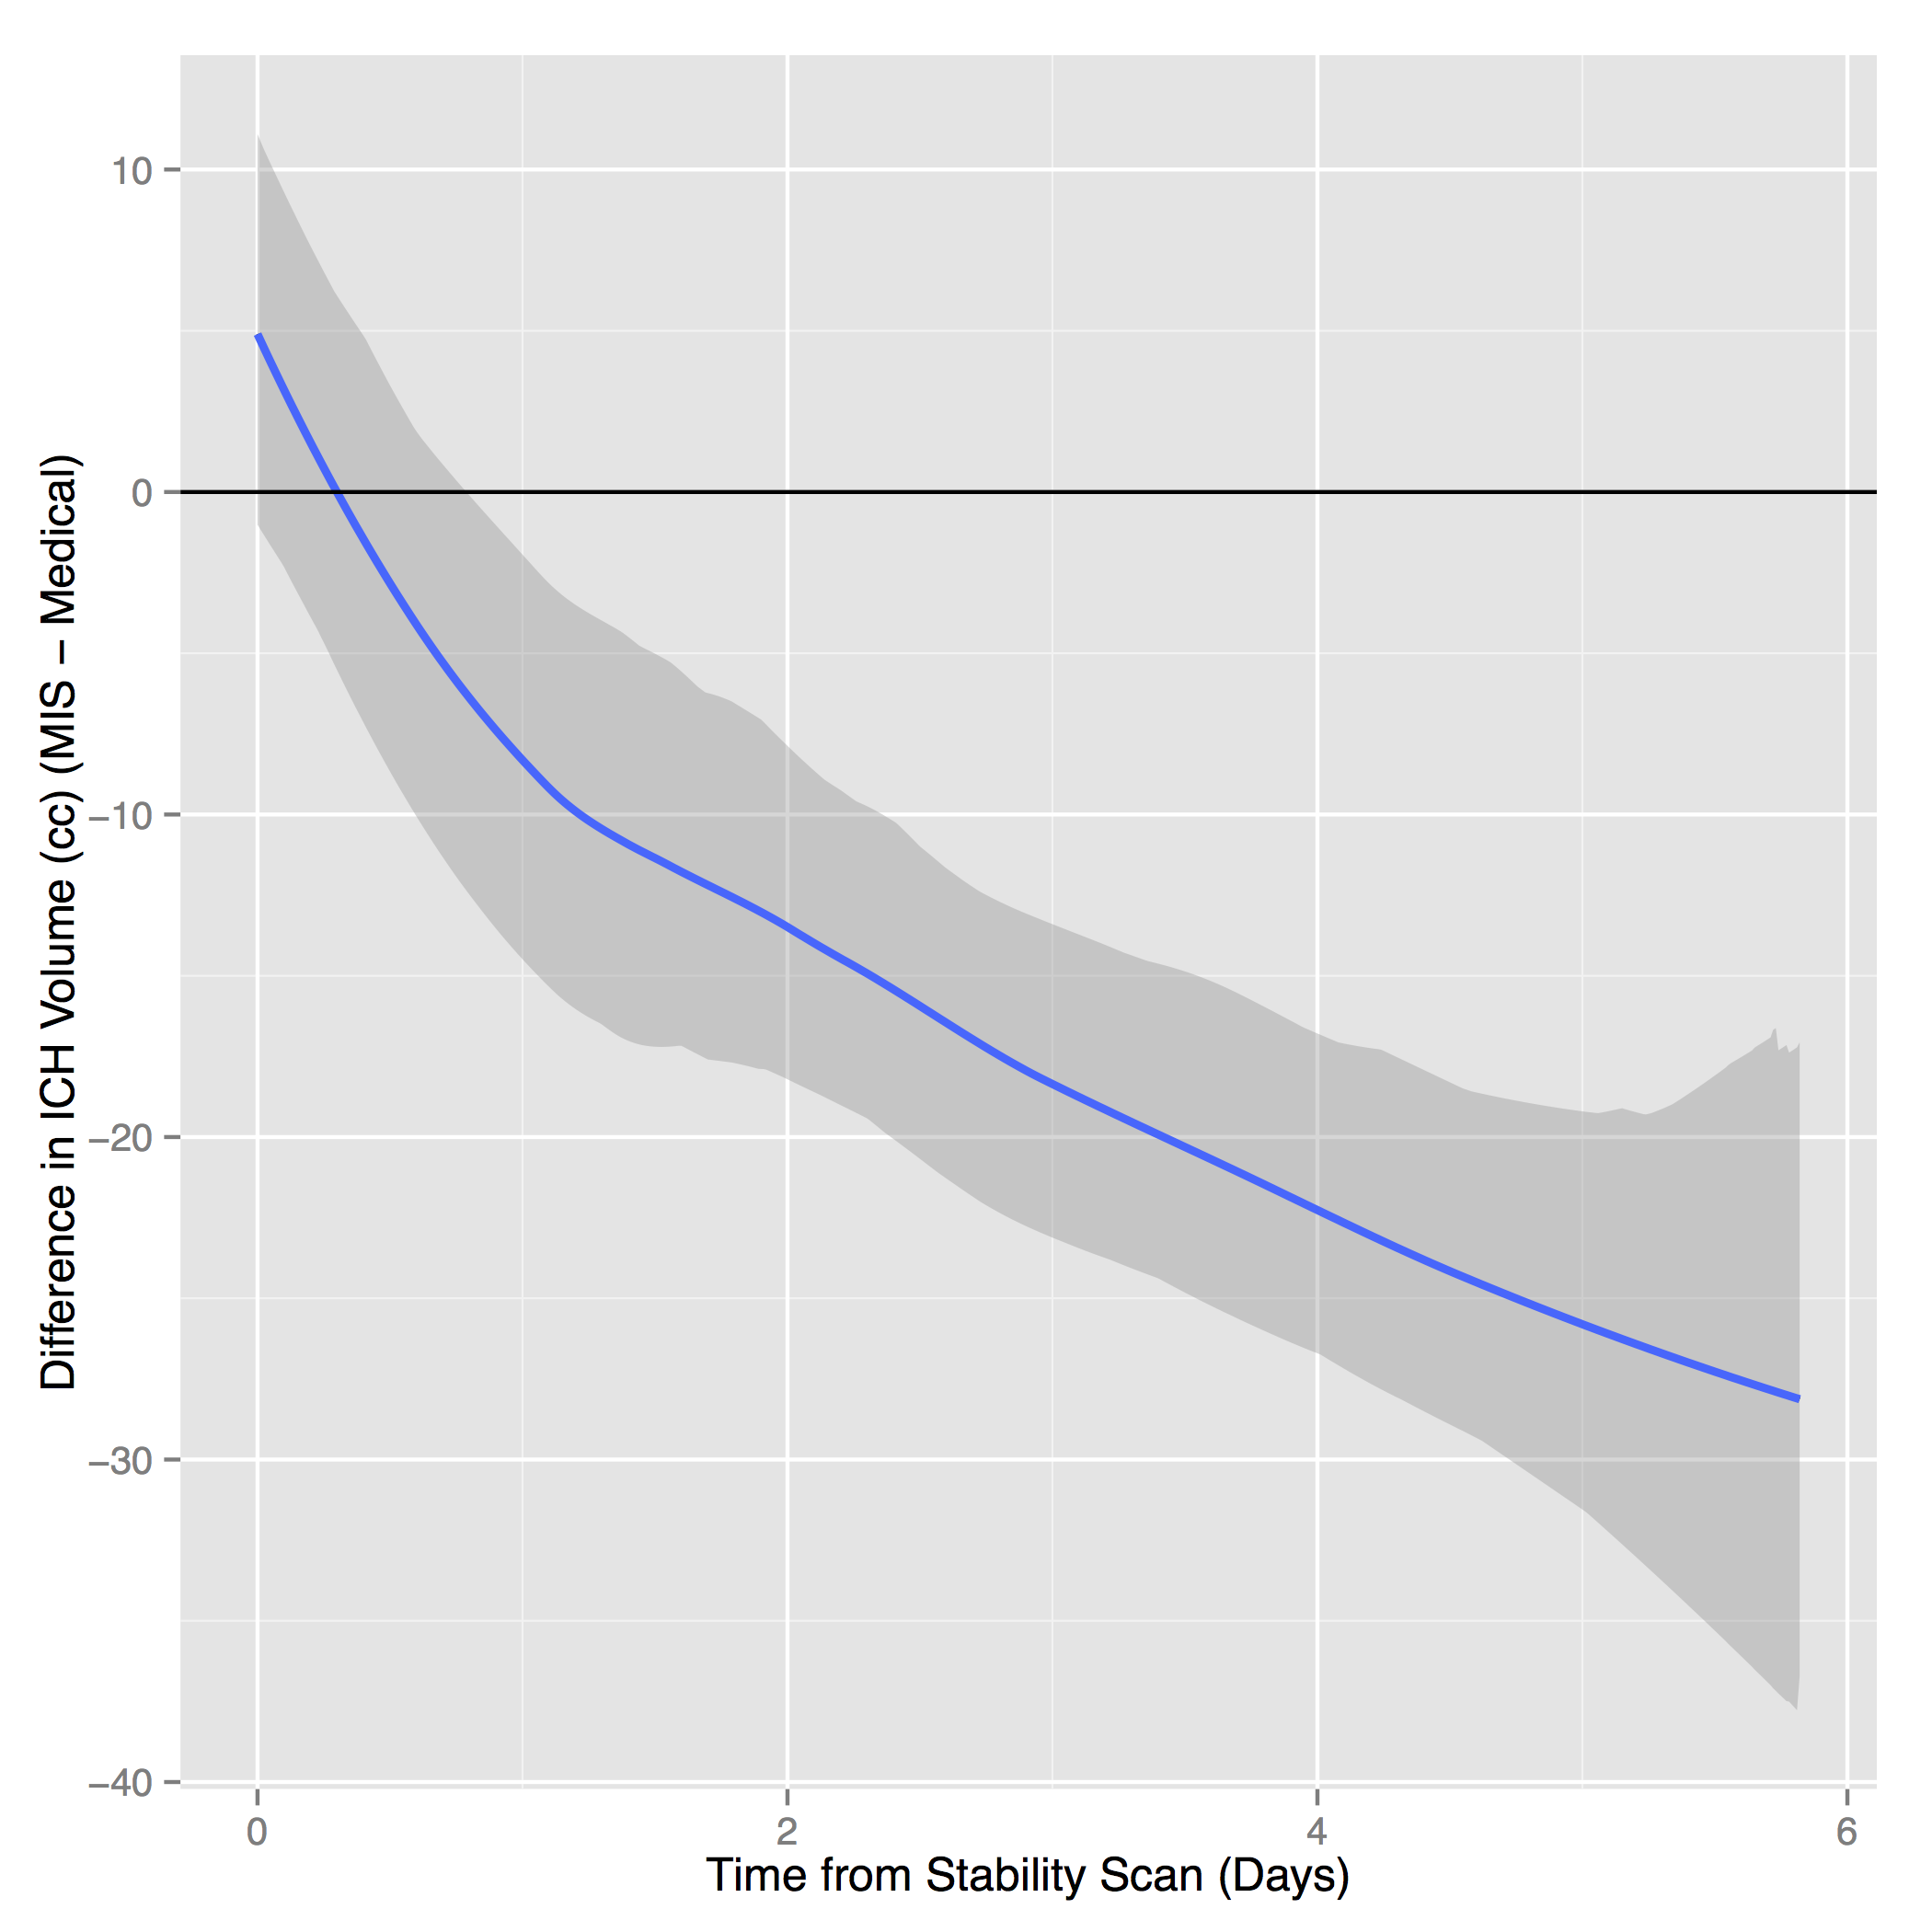 Difference in ICH Volume (cc) (MIS − Medical)
10
0
−10
−20
−30
−40
0 2 4 6
Time from Stability Scan (Days)